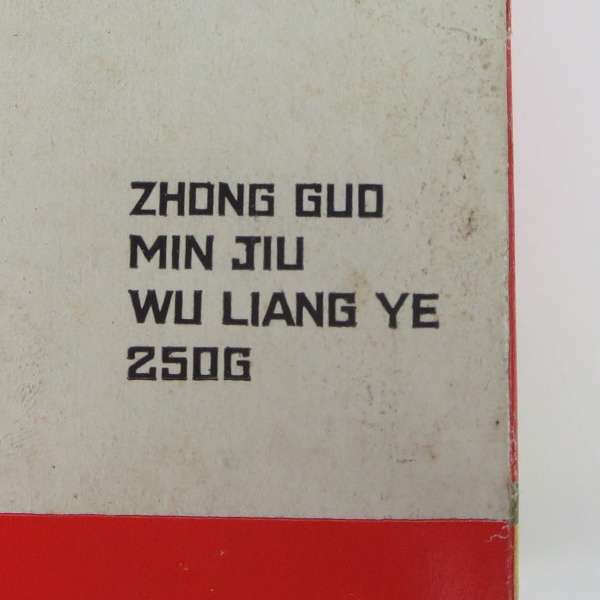 ZHONG GUO
MIN JIU
WU LIANG YE
250G